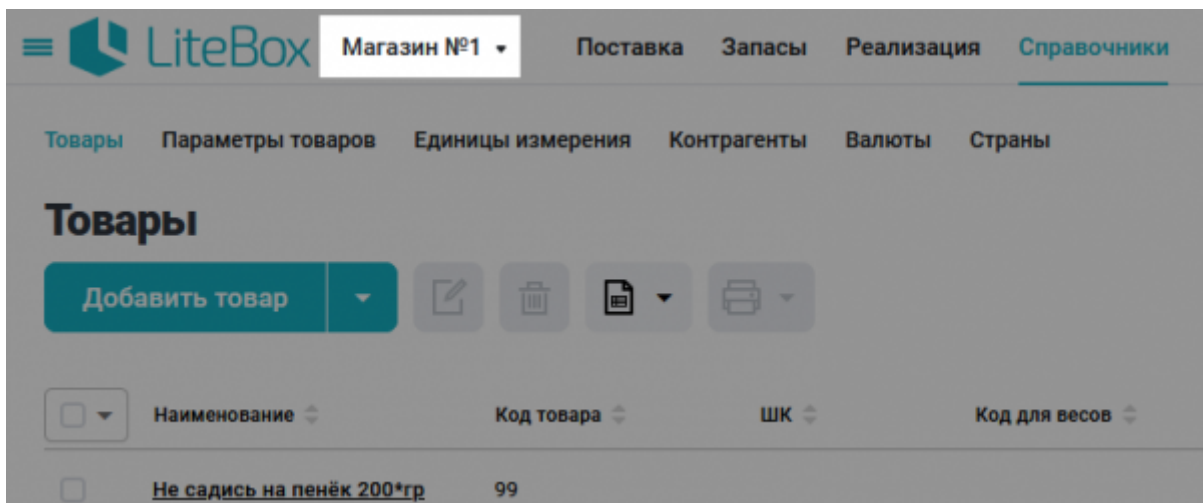 LiteBox Магазин №1 Поставка Запасы Реализация Справочники
Товары Параметры товаров Единицы измерения Контрагенты Валюты Страны
Товары
Добавить товар
Наименование Код товара ШК Код для весов
Не садись на пенёк 200*гр 99